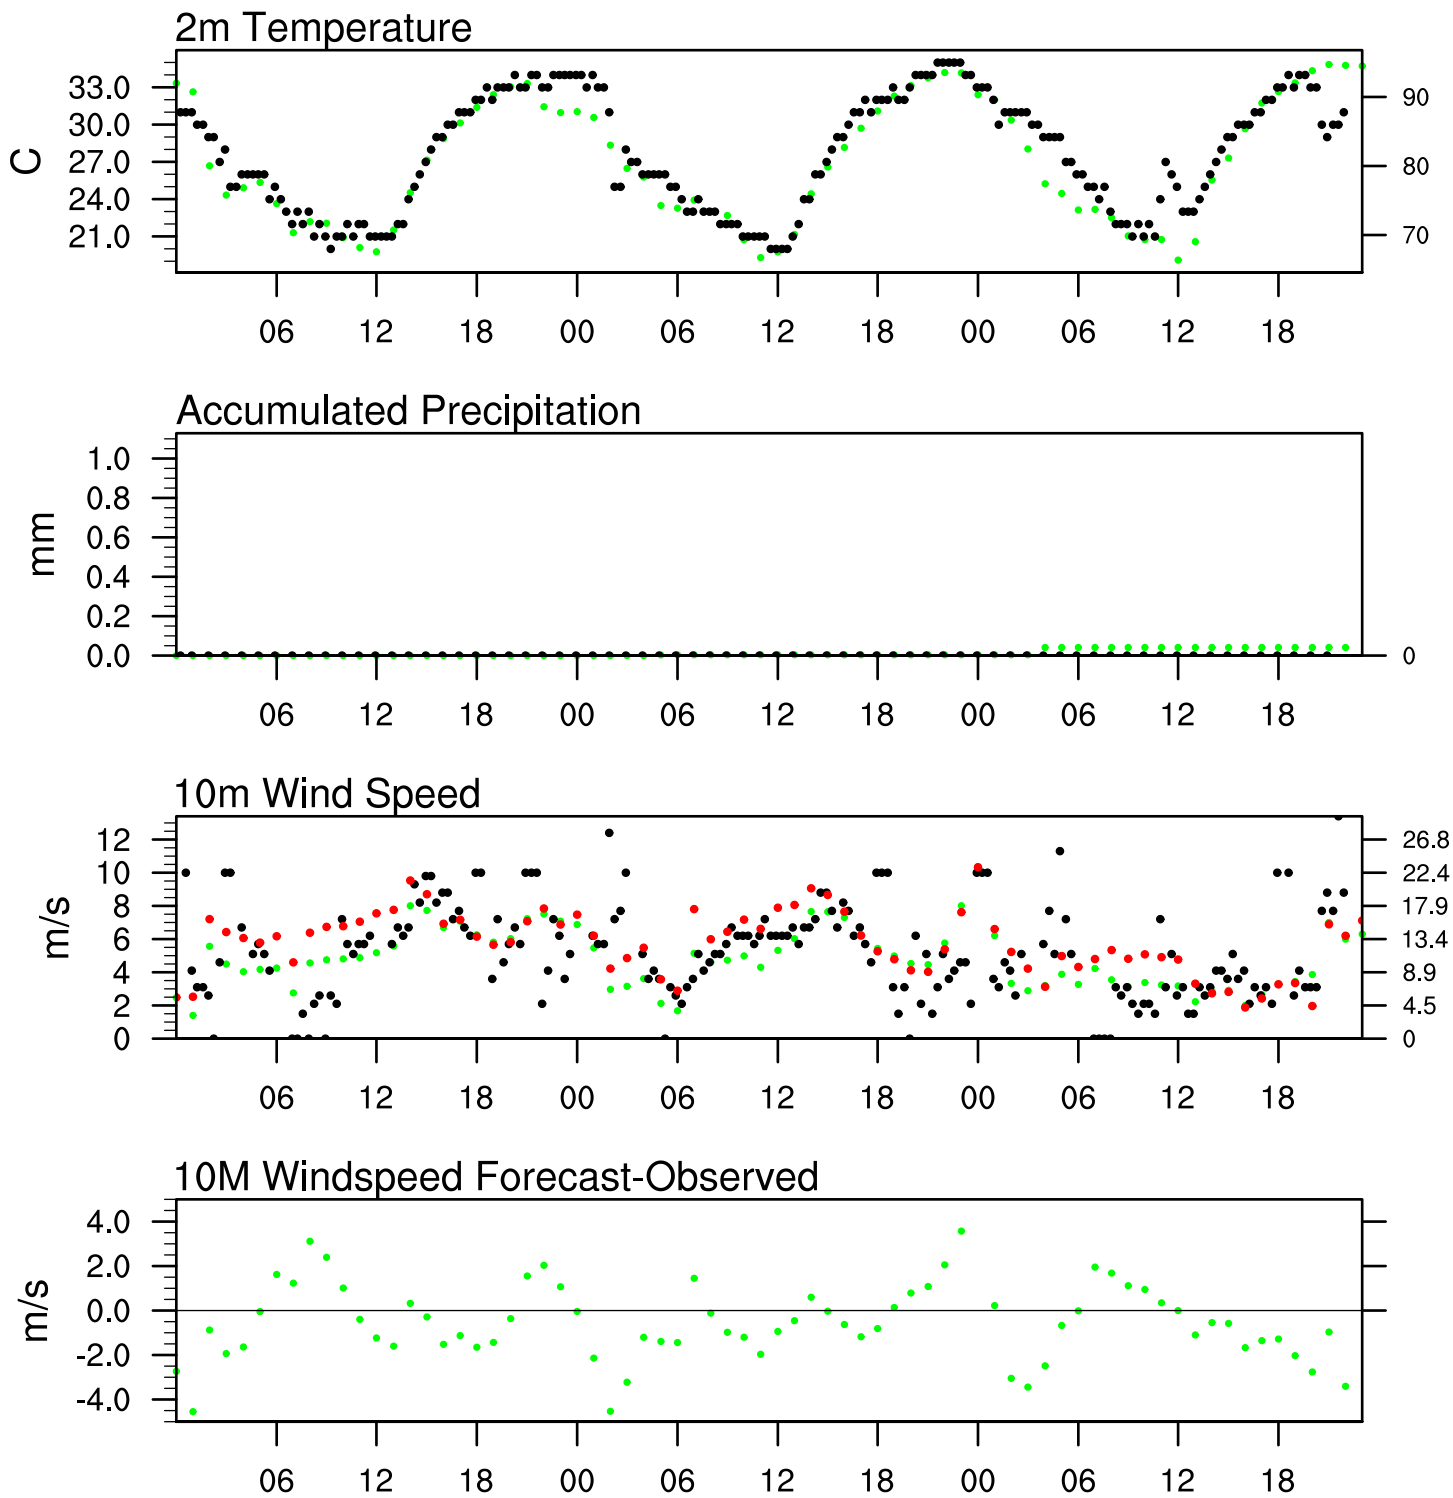 2m Temperature
33.0
30.0
27.0
24.0
21.0
C
90
80
70
06 12 18 00 06 12 18 00 06 12 18
Accumulated Precipitation
1.0
0.8
0.6
0.4
0.2
0.0
mm
0
06 12 18 00 06 12 18 00 06 12 18
10m Wind Speed
12
10
8
6
4
2
0
m/s
26.8
22.4
17.9
13.4
8.9
4.5
0
06 12 18 00 06 12 18 00 06 12 18
10M Windspeed Forecast-Observed
4.0
2.0
0.0
-2.0
-4.0
m/s
06 12 18 00 06 12 18 00 06 12 18